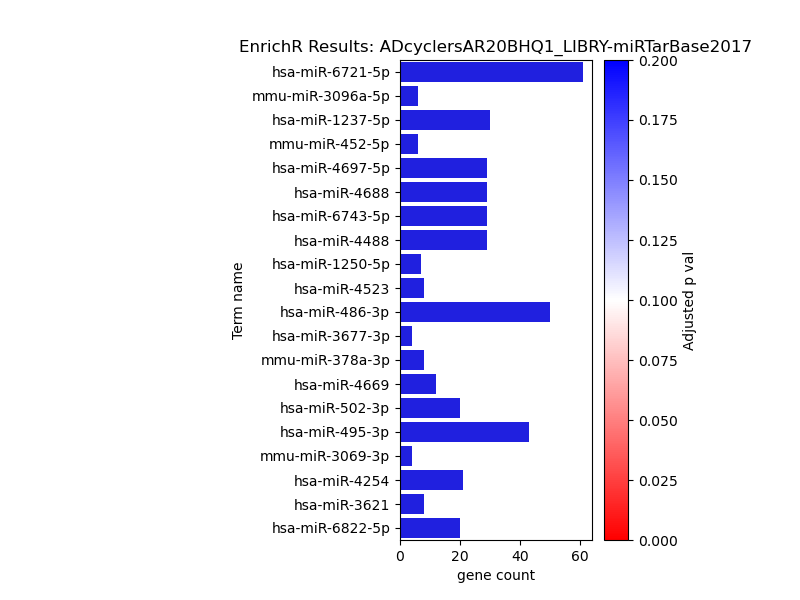 EnrichR Results: ADcyclersAR20BHQ1_LIBRY-miRTarBase2017
hsa-miR-6721-5p
mmu-miR-3096a-5p
hsa-miR-1237-5p
mmu-miR-452-5p
hsa-miR-4697-5p
hsa-miR-4688
hsa-miR-6743-5p
hsa-miR-4488
hsa-miR-1250-5p
hsa-miR-4523
hsa-miR-486-3p
hsa-miR-3677-3p
mmu-miR-378a-3p
hsa-miR-4669
hsa-miR-502-3p
hsa-miR-495-3p
mmu-miR-3069-3p
hsa-miR-4254
hsa-miR-3621
hsa-miR-6822-5p
Term name
0 20 40 60
gene count
0.200
0.175
0.150
0.125
0.100
0.075
0.050
0.025
0.000
Adjusted p val